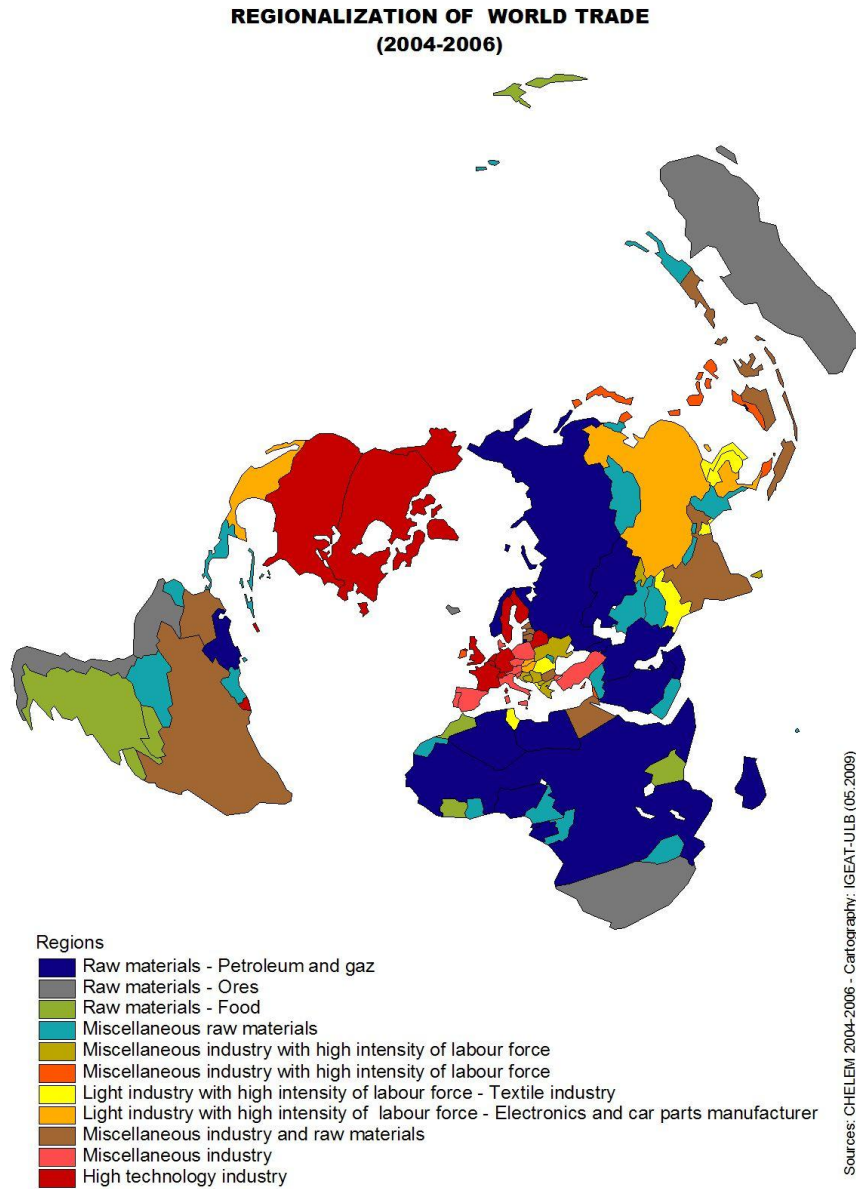 REGIONALIZATION OF WORLD TRADE
(2004-2006)
Regions
Raw materials - Petroleum and gaz
Raw materials - Ores
Raw materials - Food
Miscellaneous raw materials
Miscellaneous industry with high intensity of labour force
Miscellaneous industry with high intensity of labour force
Light industry with high intensity of labour force - Textile industry
Light industry with high intensity of labour force - Electronics and car parts manufacturer
Miscellaneous industry and raw materials
Miscellaneous industry
High technology industry
Sources: CHELEM 2004-2006 - Cartography: IGEAT-ULB (05.2009)